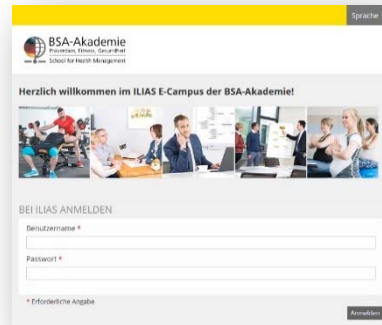 Sprache
BSA-Akademie
Prävention, Fitness, Gesundheit
School for Health Management
Herzlich willkommen im ILIAS E-Campus der BSA-Akademie!
BEI ILIAS ANMELDEN
Benutzername *
Passwort *
* Erforderliche Angabe
Anmelden